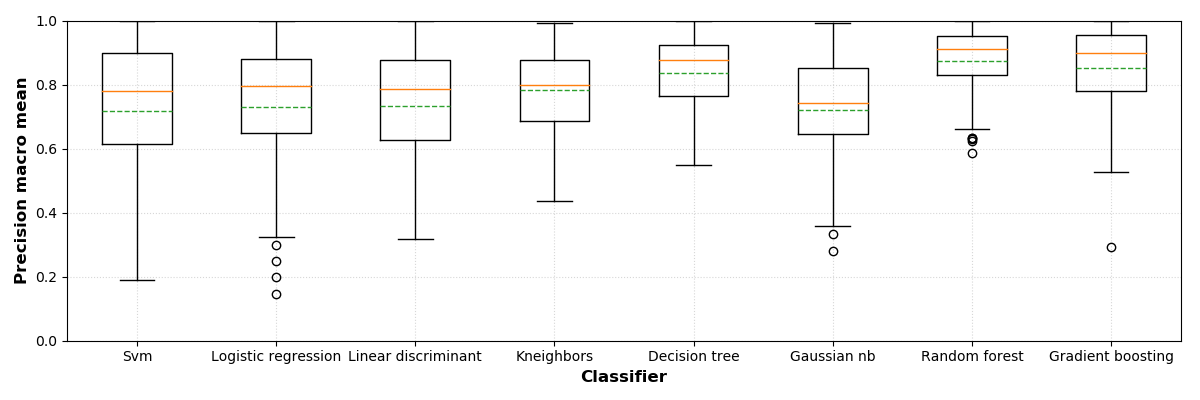 Precision macro mean
1.0
0.8
0.6
0.4
0.2
0.0
Svm Logistic regression Linear discriminant Kneighbors Decision tree Gaussian nb Random forest Gradient boosting
Classifier